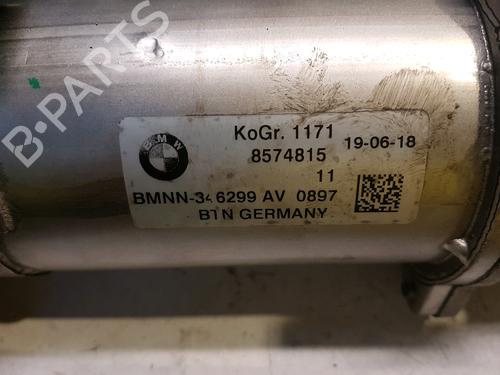 B-PARTS
BMW
KoGr. 1171
8574815
19-06-18
11
BMNN-346299 AV 0897
BTN GERMANY